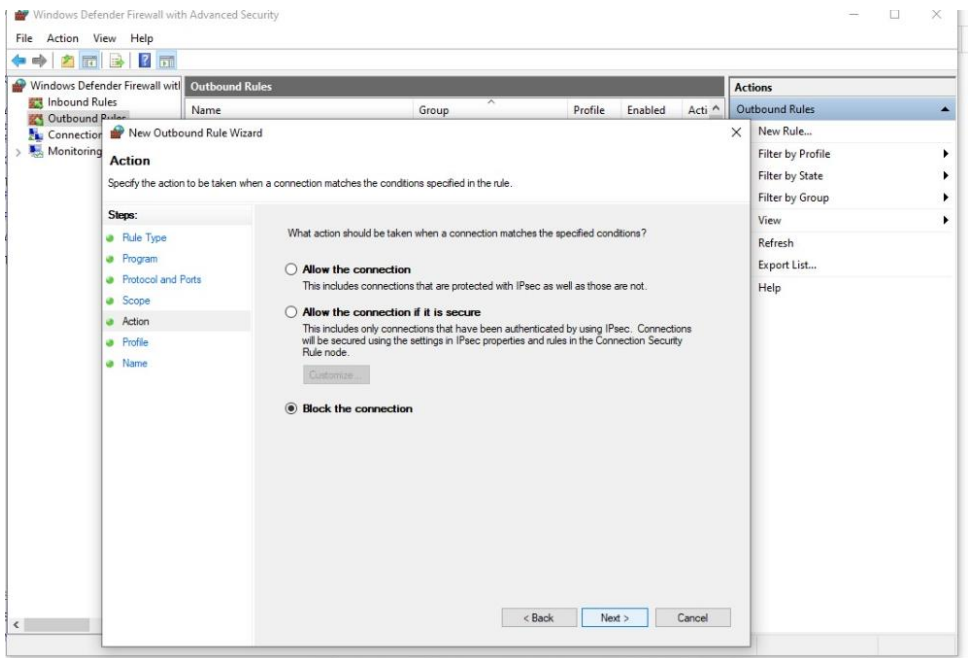 Windows Defender Firewall with Advanced Security
File Action View Help
Windows Defender Firewall witl
Inbound Rules
Outbound Rules
Connection
Monitoring
Outbound Rules
Name Group Profile Enabled Acti
Actions
Outbound Rules
New Rule...
Filter by Profile
Filter by State
Filter by Group
View
Refresh
Export List...
Help
New Outbound Rule Wizard
Action
Specify the action to be taken when a connection matches the conditions specified in the rule.
Steps:
Rule Type
Program
Protocol and Ports
Scope
Action
Profile
Name
What action should be taken when a connection matches the specified conditions?
Allow the connection
This includes connections that are protected with IPsec as well as those are not.
Allow the connection if it is secure
This includes only connections that have been authenticated by using IPsec. Connections
will be secured using the settings in IPsec properties and rules in the Connection Security
Rule node.
Customize...
Block the connection
< Back Next > Cancel